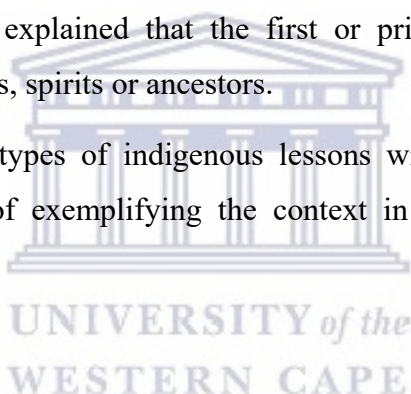 explained that the first or pri
s, spirits or ancestors.
types of indigenous lessons w
of exemplifying the context in
UNIVERSITY of the
WESTERN CAPE